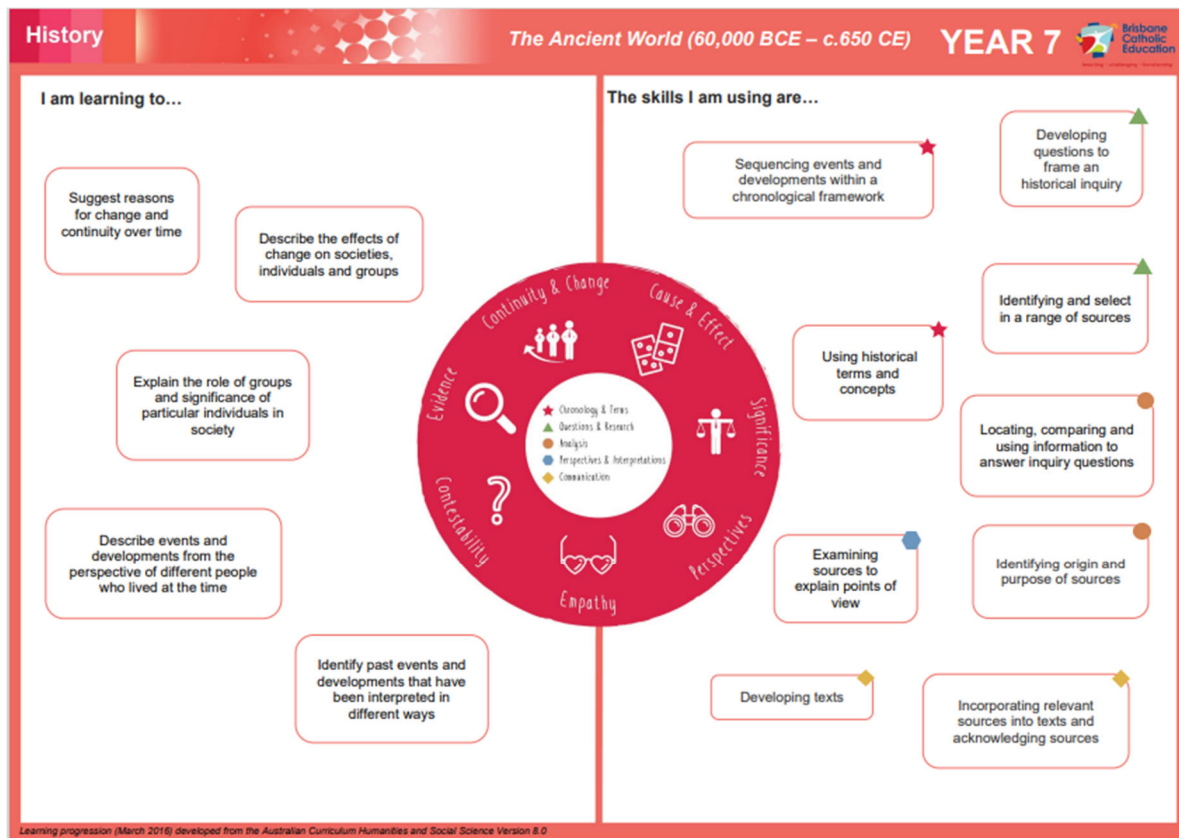 History
The Ancient World (60,000 BCE – c.650 CE)
YEAR 7
Brisbane
Catholic
Education
I am learning to…
Suggest reasons
for change and
continuity over time
Describe the effects of
change on societies,
individuals and groups
Explain the role of groups
and significance of
particular individuals in
society
Describe events and
developments from the
perspective of different people
who lived at the time
Identify past events and
developments that have
been interpreted in
different ways
Continuity & Change
Cause & Effect
Significance
Perspectives
Empathy
Contestability
Evidence
Chronology & Terms
Questions & Research
Analysis
Perspectives & Interpretations
Communication
The skills I am using are…
Sequencing events and
developments within a
chronological framework
Developing
questions to
frame an
historical inquiry
Identifying and select
in a range of sources
Using historical
terms and
concepts
Locating, comparing and
using information to
answer inquiry questions
Examining
sources to
explain points of
view
Identifying origin and
purpose of sources
Developing texts
Incorporating relevant
sources into texts and
acknowledging sources
Learning progression (March 2016) developed from the Australian Curriculum Humanities and Social Science Version 8.0